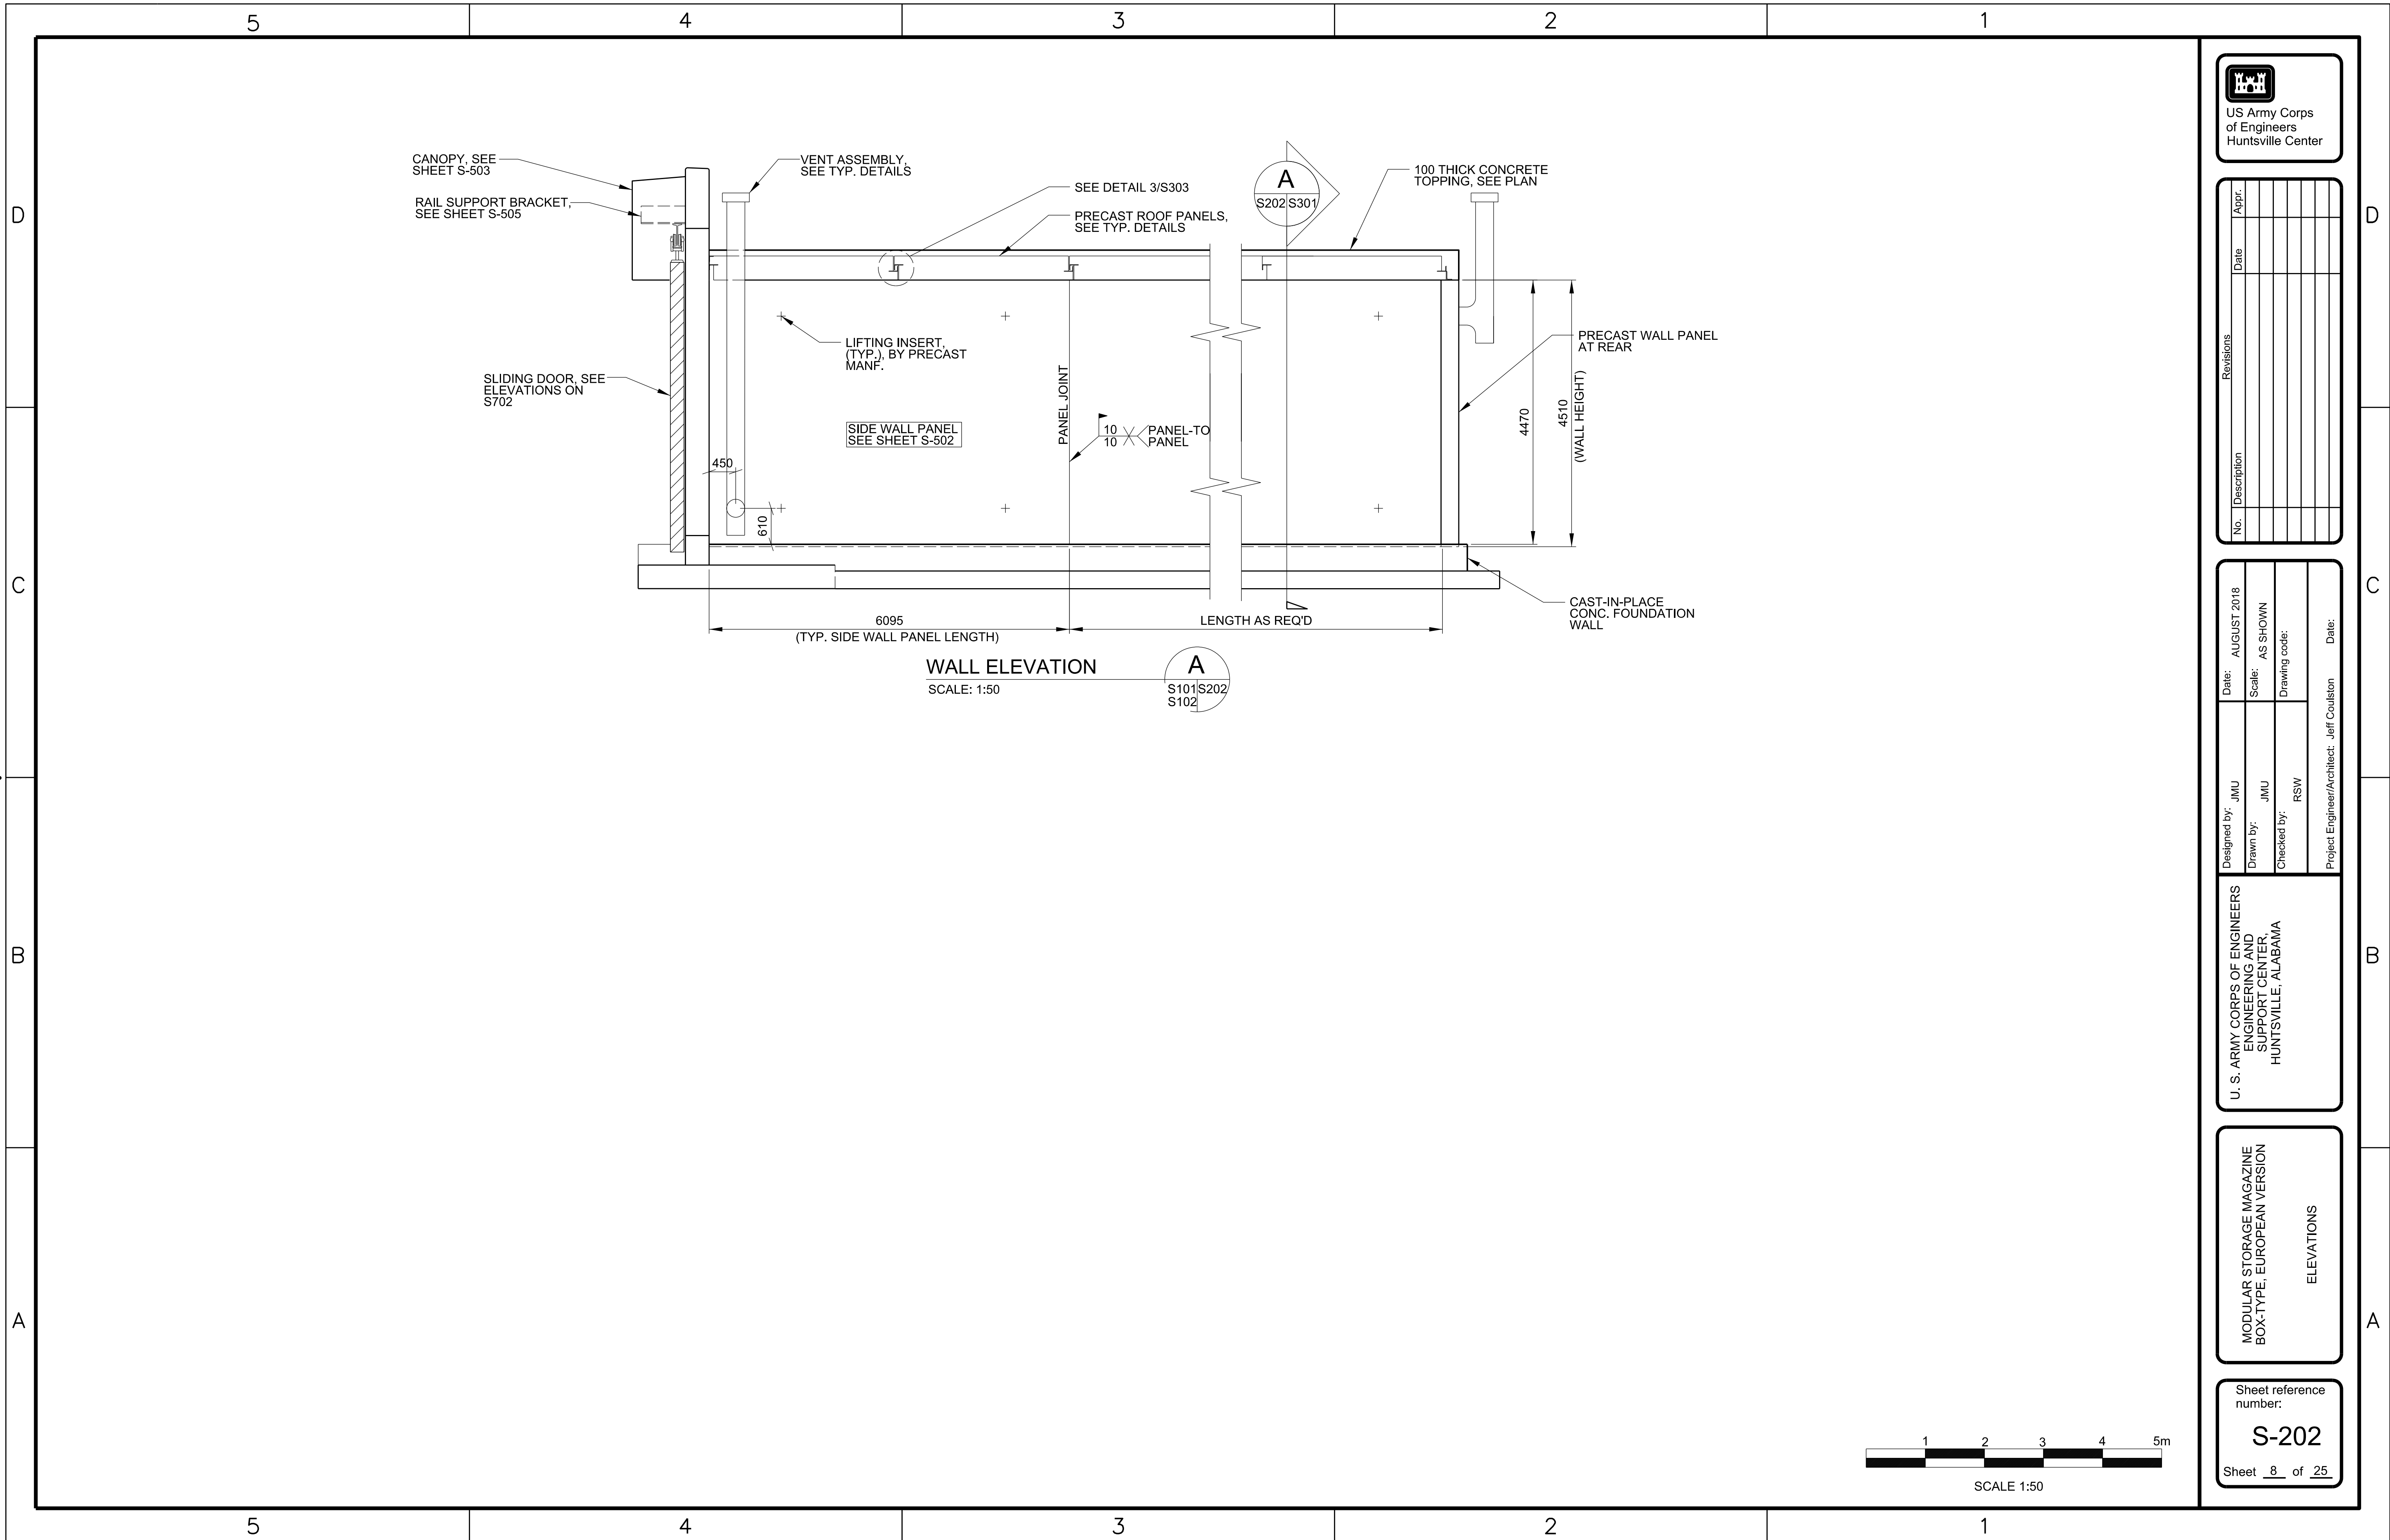 5
4
3
2
1
D
C
B
A
CANOPY, SEE
SHEET S-503
RAIL SUPPORT BRACKET,
SEE SHEET S-505
VENT ASSEMBLY,
SEE TYP. DETAILS
SEE DETAIL 3/S303
PRECAST ROOF PANELS,
SEE TYP. DETAILS
A
S202 S301
100 THICK CONCRETE
TOPPING, SEE PLAN
LIFTING INSERT,
(TYP.), BY PRECAST
MANF.
SLIDING DOOR, SEE
ELEVATIONS ON
S702
SIDE WALL PANEL
SEE SHEET S-502
PANEL JOINT
10
10
PANEL-TO
PANEL
PRECAST WALL PANEL
AT REAR
4470
4510
(WALL HEIGHT)
450
610
CAST-IN-PLACE
CONC. FOUNDATION
WALL
6095
(TYP. SIDE WALL PANEL LENGTH)
LENGTH AS REQ'D
WALL ELEVATION
SCALE: 1:50
A
S101 S202
S102
1 2 3 4 5m
SCALE 1:50
US Army Corps
of Engineers
Huntsville Center
Revisions
No. Description Date Appr.
Designed by: JMU
Date: AUGUST 2018
Drawn by: JMU
Scale: AS SHOWN
Checked by: RSW
Drawing code:
Project Engineer/Architect: Jeff Coulston Date:
U. S. ARMY CORPS OF ENGINEERS
ENGINEERING AND
SUPPORT CENTER,
HUNTSVILLE, ALABAMA
MODULAR STORAGE MAGAZINE
BOX-TYPE, EUROPEAN VERSION
ELEVATIONS
Sheet reference
number:
S-202
Sheet 8 of 25
D
C
B
A
5
4
3
2
1